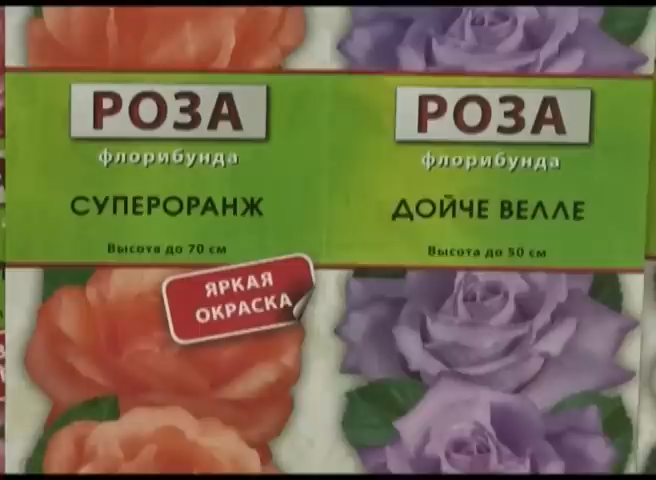 РОЗА
флорибунда
СУПЕРОРАНЖ
Высота до 70 см
ЯРКАЯ
ОКРАСКА
РОЗА
флорибунда
ДОЙЧЕ ВЕЛЛЕ
Высота до 50 см